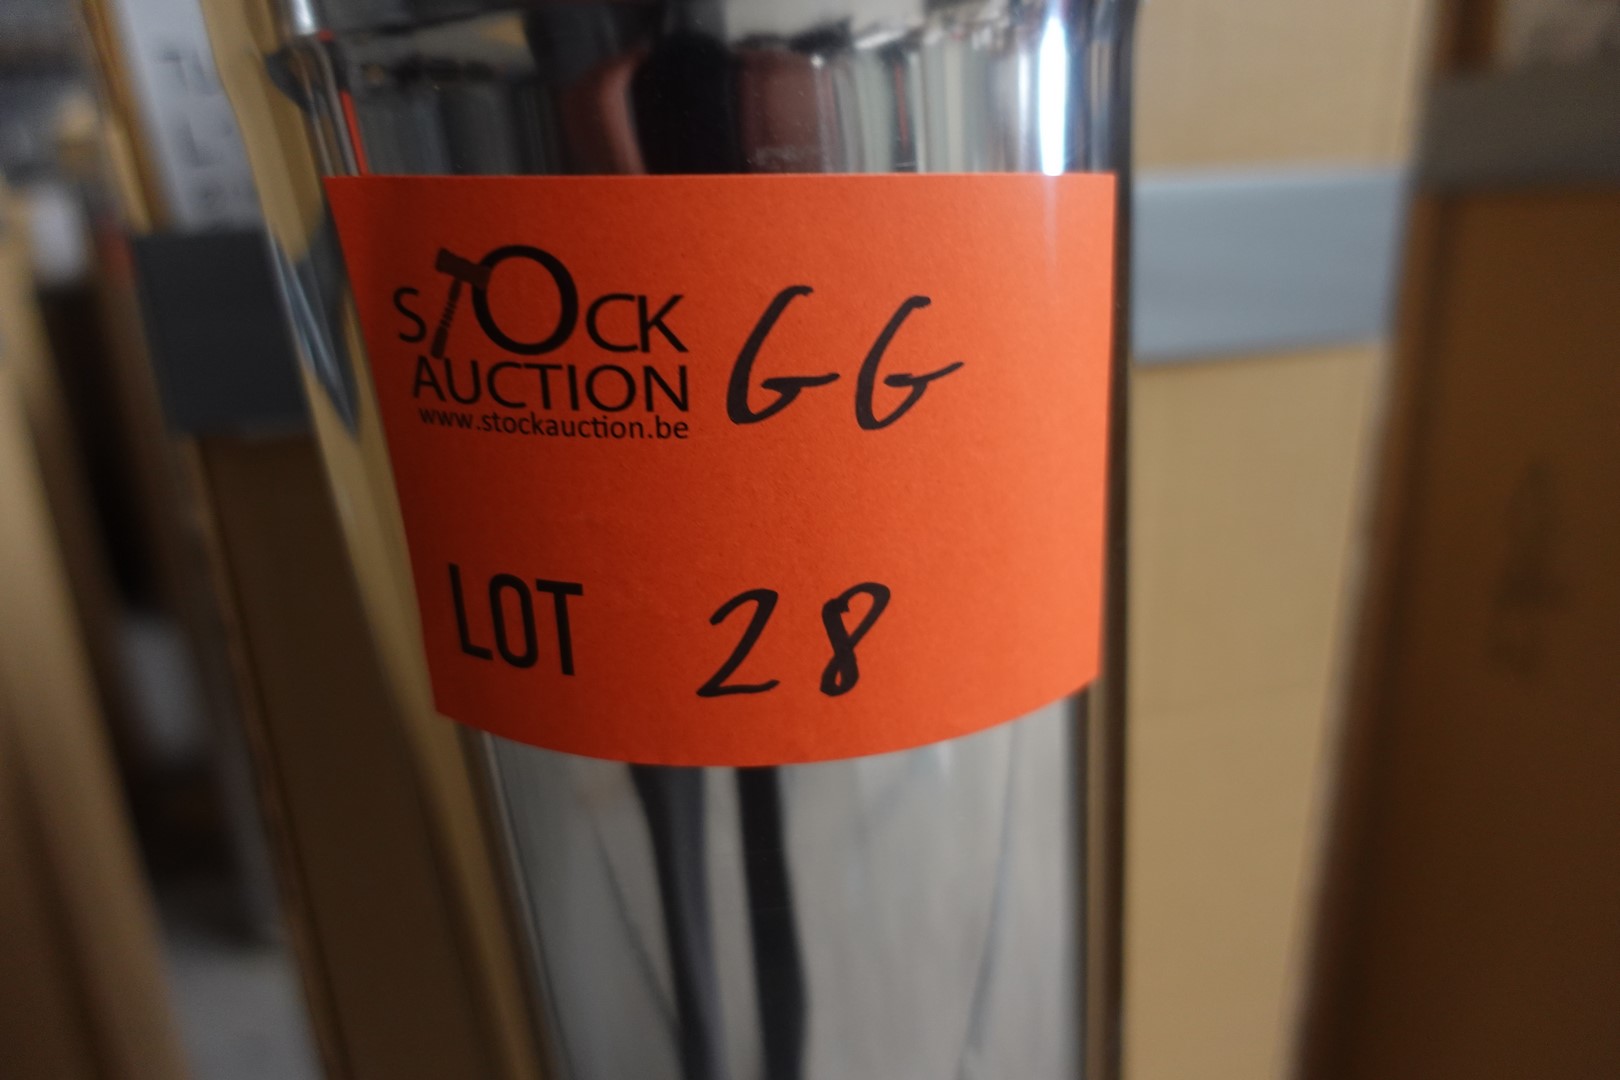 STOCK GG
AUCTION
www.stockauction.be
LOT 28